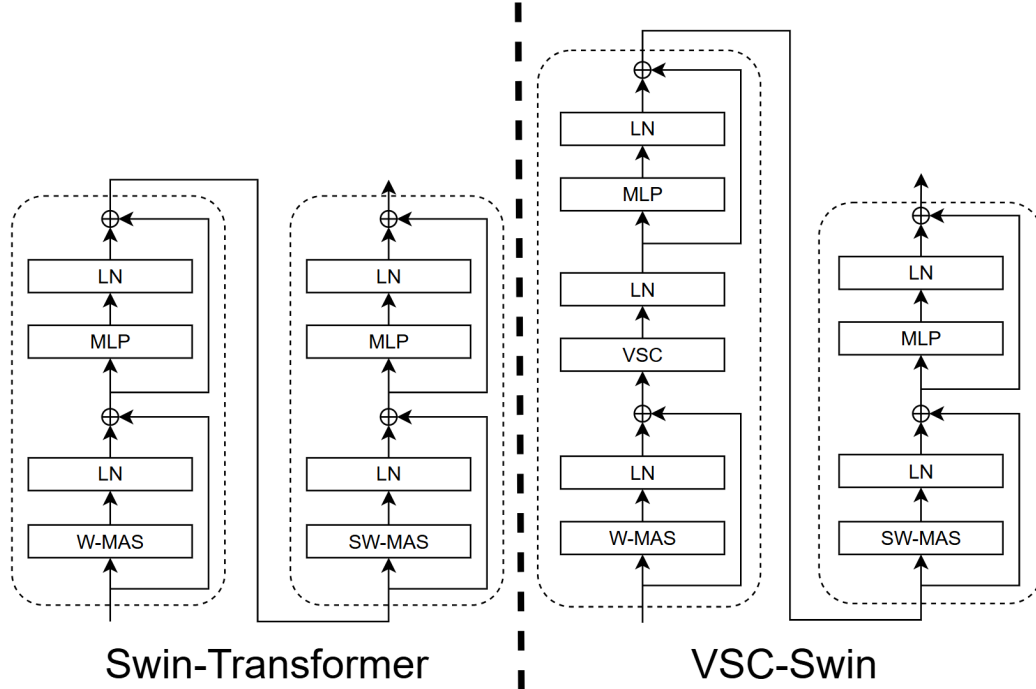 LN
MLP
LN
W-MAS
LN
MLP
LN
SW-MAS
Swin-Transformer
LN
MLP
LN
VSC
LN
W-MAS
LN
MLP
LN
SW-MAS
VSC-Swin